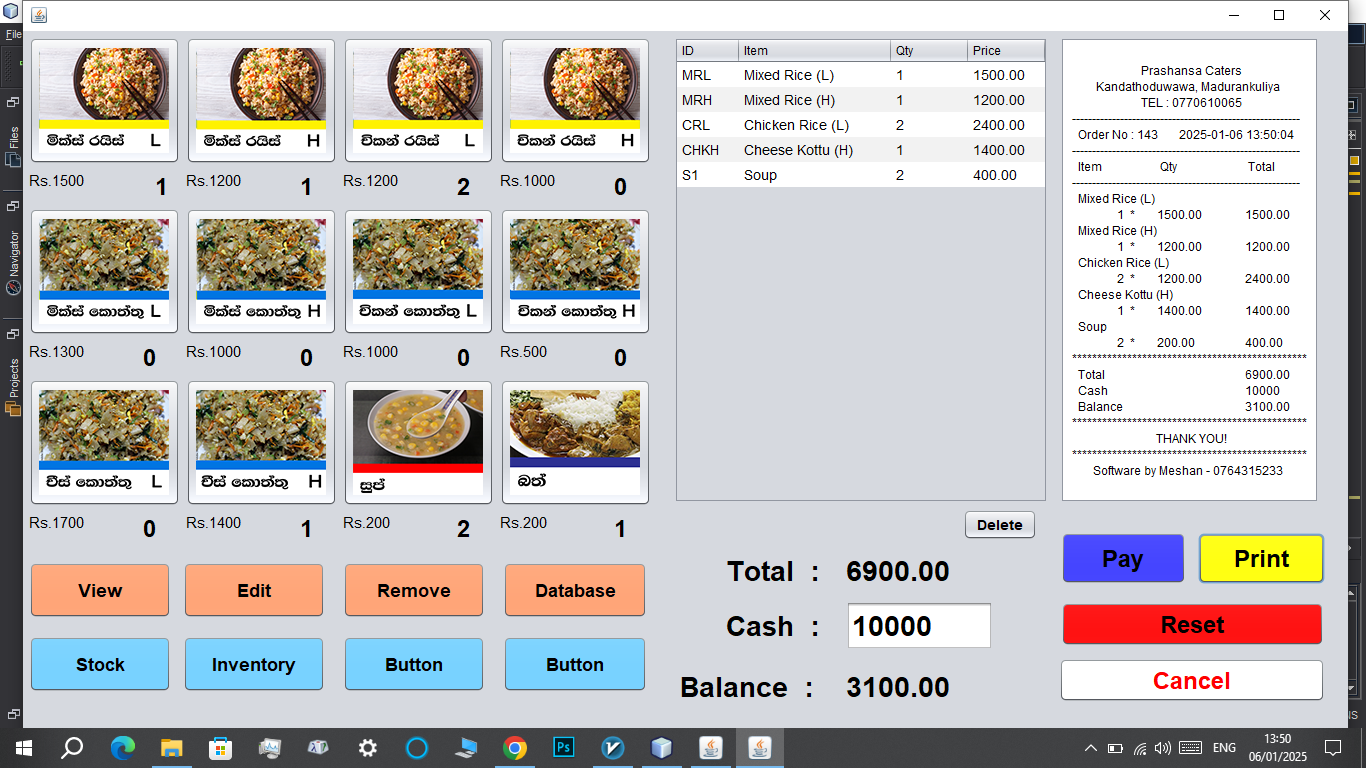 File
Files
Navigator
Projects
මික්ස් රයිස් L
මික්ස් රයිස් H
චිකන් රයිස් L
චිකන් රයිස් H
Rs.1500 1
Rs.1200 1
Rs.1200 2
Rs.1000 0
මික්ස් කොත්තු L
මික්ස් කොත්තු H
චිකන් කොත්තු L
චිකන් කොත්තු H
Rs.1300 0
Rs.1000 0
Rs.1000 0
Rs.500 0
චීස් කොත්තු L
චීස් කොත්තු H
සුප්
බත්
Rs.1700 0
Rs.1400 1
Rs.200 2
Rs.200 1
View
Edit
Remove
Database
Stock
Inventory
Button
Button
ID Item Qty Price
MRL Mixed Rice (L) 1 1500.00
MRH Mixed Rice (H) 1 1200.00
CRL Chicken Rice (L) 2 2400.00
CHKH Cheese Kottu (H) 1 1400.00
S1 Soup 2 400.00
Delete
Total : 6900.00
Cash : 10000
Balance : 3100.00
Prashansa Caters
Kandathoduwawa, Madurankuliya
TEL : 0770610065
Order No : 143 2025-01-06 13:50:04
Item Qty Total
Mixed Rice (L)
1 * 1500.00 1500.00
Mixed Rice (H)
1 * 1200.00 1200.00
Chicken Rice (L)
2 * 1200.00 2400.00
Cheese Kottu (H)
1 * 1400.00 1400.00
Soup
2 * 200.00 400.00
Total 6900.00
Cash 10000
Balance 3100.00
THANK YOU!
Software by Meshan - 0764315233
Pay
Print
Reset
Cancel
NS
Ps
ENG
13:50
06/01/2025